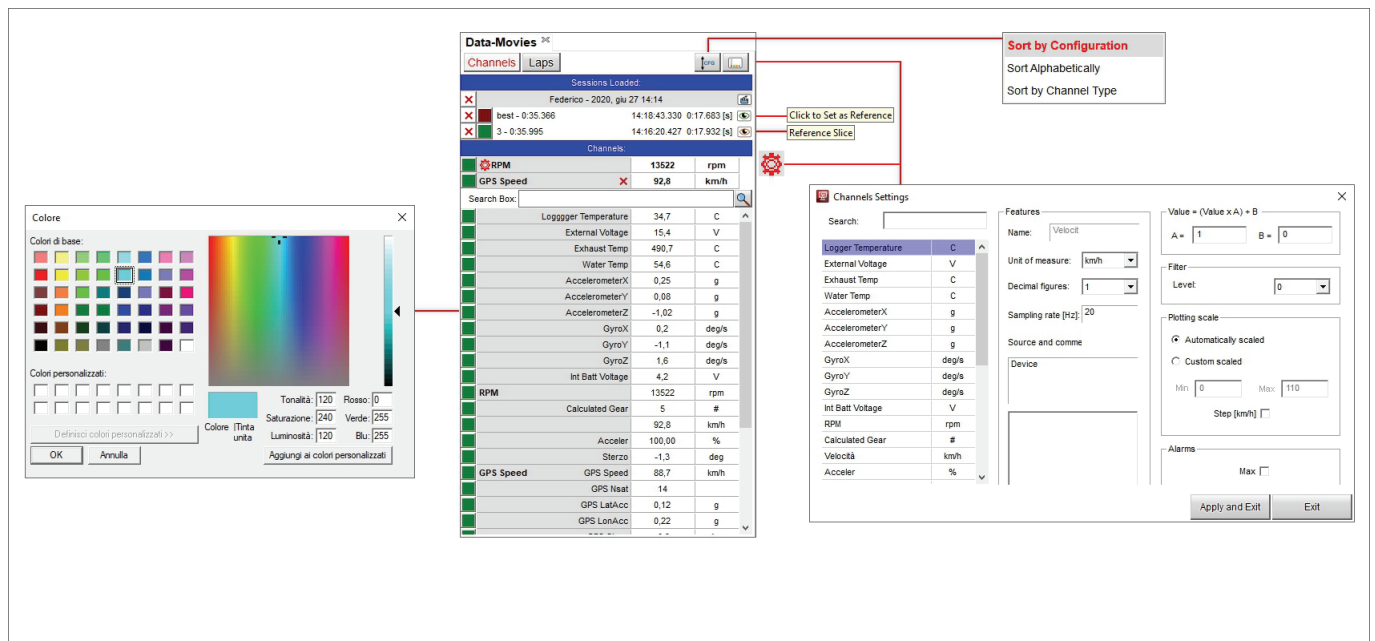 Data-Movies
Channels Laps CFG
Sessions Loaded:
Federico - 2020, giu 27 14:14
best - 0:35.366 14:18:43.330 0:17.683 [s]
3 - 0:35.995 14:16:20.427 0:17.932 [s]
Channels:
RPM 13522 rpm
GPS Speed 92,8 km/h
Search Box:
Logggger Temperature 34,7 C
External Voltage 15,4 V
Exhaust Temp 490,7 C
Water Temp 54,6 C
AccelerometerX 0,25 g
AccelerometerY 0,08 g
AccelerometerZ -1,02 g
GyroX 0,2 deg/s
GyroY -1,1 deg/s
GyroZ 1,6 deg/s
Int Batt Voltage 4,2 V
RPM 13522 rpm
Calculated Gear 5 #
92,8 km/h
Acceler 100,00 %
Sterzo -1,3 deg
GPS Speed GPS Speed 88,7 km/h
GPS Nsat 14
GPS LatAcc 0,12 g
GPS LonAcc 0,22 g
Sort by Configuration
Sort Alphabetically
Sort by Channel Type
Click to Set as Reference
Reference Slice
Colore
Colori di base:
Colori personalizzati:
Definisci colori personalizzati >>
OK Annulla
Colore |Tinta
unita
Tonalità: 120 Rosso: 0
Saturazione: 240 Verde: 255
Luminosità: 120 Blu: 255
Aggiungi ai colori personalizzati
Channels Settings
Search:
Logger Temperature C
External Voltage V
Exhaust Temp C
Water Temp C
AccelerometerX g
AccelerometerY g
AccelerometerZ g
GyroX deg/s
GyroY deg/s
GyroZ deg/s
Int Batt Voltage V
RPM rpm
Calculated Gear #
Velocità km/h
Acceler %
Features
Name: Velocit
Unit of measure: km/h
Decimal figures: 1
Sampling rate [Hz]: 20
Source and comme
Device
Value = (Value x A) + B
A = 1 B = 0
Filter
Level: 0
Plotting scale
Automatically scaled
Custom scaled
Min 0 Max 110
Step [km/h]
Alarms
Max
Apply and Exit Exit